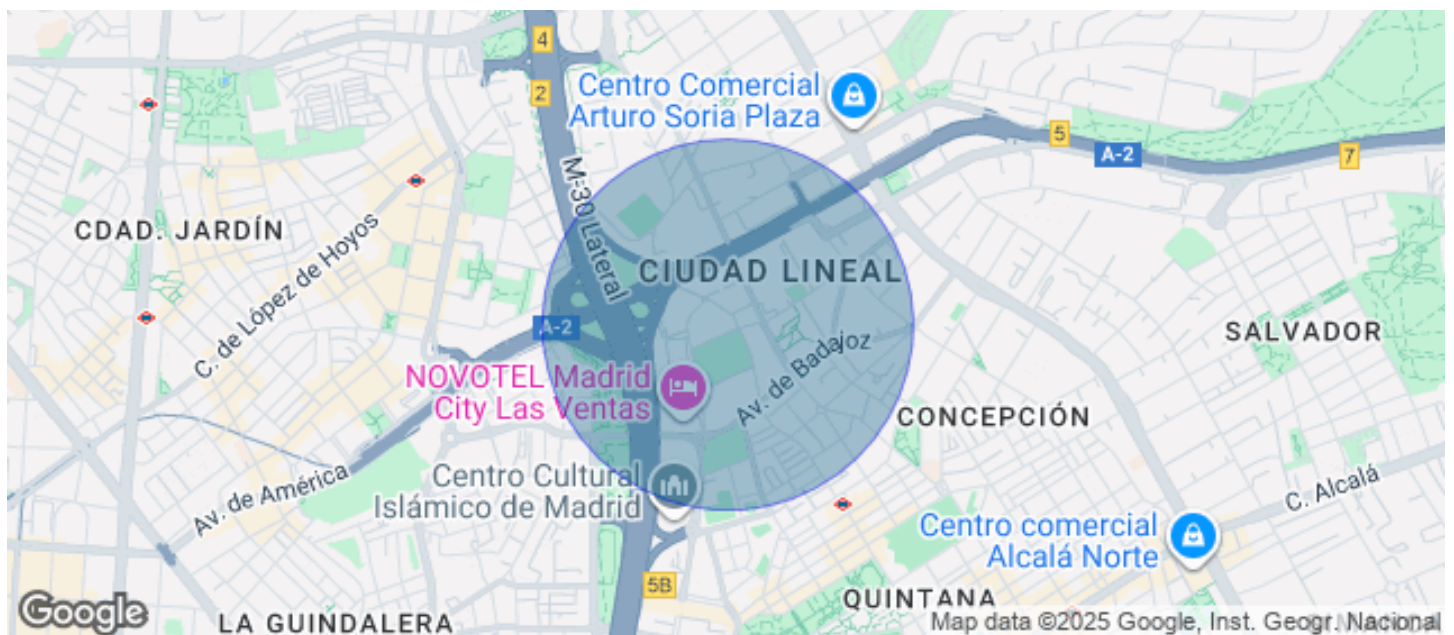 4
2
Centro Comercial
Arturo Soria Plaza
5
A-2
7
M-30 Lateral
CDAD. JARDÍN
C. de López de Hoyos
CIUDAD LINEAL
A-2
SALVADOR
Av. de Badajoz
NOVOTEL Madrid
City Las Ventas
CONCEPCIÓN
Av. de América
Centro Cultural
Islámico de Madrid
C. Alcalá
Centro comercial
Alcalá Norte
5B
QUINTANA
Google
LA GUINDALERA
Map data ©2025 Google, Inst. Geogr. Nacional